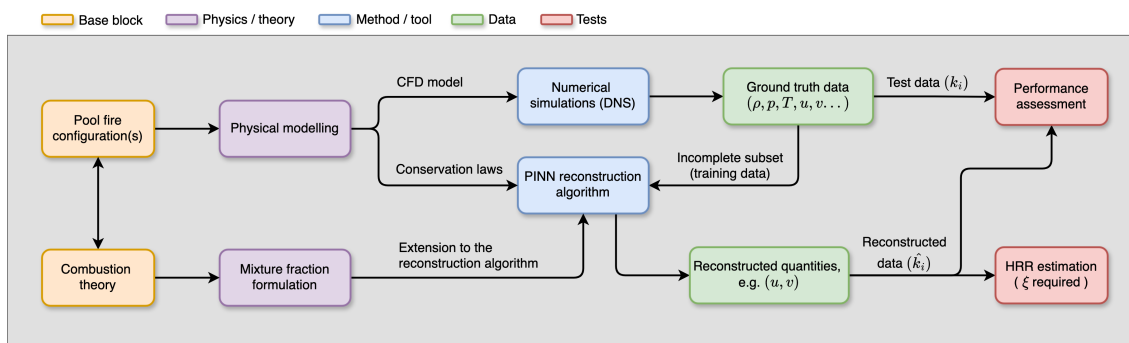 Base block
Physics / theory
Method / tool
Data
Tests
Pool fire
configuration(s)
Physical modelling
CFD model
Conservation laws
Numerical
simulations (DNS)
Ground truth data
(ρ, p, T, u, v...)
Test data (k_i)
Performance
assessment
PINN reconstruction
algorithm
Incomplete subset
(training data)
Combustion
theory
Mixture fraction
formulation
Extension to the
reconstruction algorithm
Reconstructed quantities,
e.g. (u, v)
Reconstructed
data (k̂_i)
HRR estimation
( ξ required )